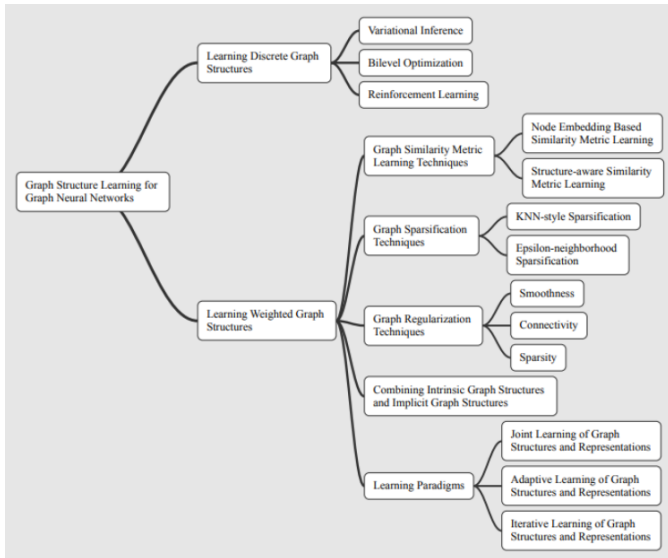 Variational Inference
Learning Discrete Graph
Structures
Bilevel Optimization
Reinforcement Learning
Graph Structure Learning for
Graph Neural Networks
Graph Similarity Metric
Learning Techniques
Node Embedding Based
Similarity Metric Learning
Structure-aware Similarity
Metric Learning
Graph Sparsification
Techniques
KNN-style Sparsification
Epsilon-neighborhood
Sparsification
Learning Weighted Graph
Structures
Graph Regularization
Techniques
Smoothness
Connectivity
Sparsity
Combining Intrinsic Graph Structures
and Implicit Graph Structures
Learning Paradigms
Joint Learning of Graph
Structures and Representations
Adaptive Learning of Graph
Structures and Representations
Iterative Learning of Graph
Structures and Representations